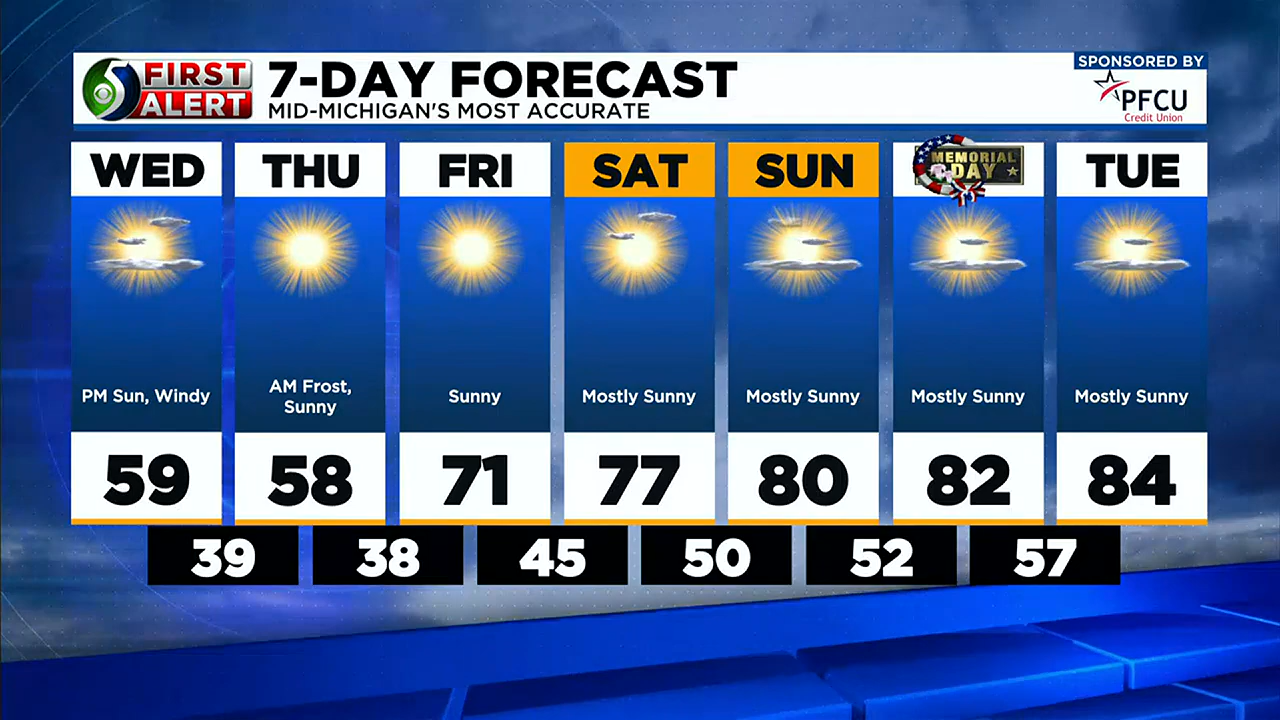 6 FIRST ALERT
7-DAY FORECAST
MID-MICHIGAN'S MOST ACCURATE
SPONSORED BY
PFCU
Credit Union
WED
THU
FRI
SAT
SUN
MEMORIAL
DAY
TUE
PM Sun, Windy
AM Frost,
Sunny
Sunny
Mostly Sunny
Mostly Sunny
Mostly Sunny
Mostly Sunny
59
58
71
77
80
82
84
39
38
45
50
52
57